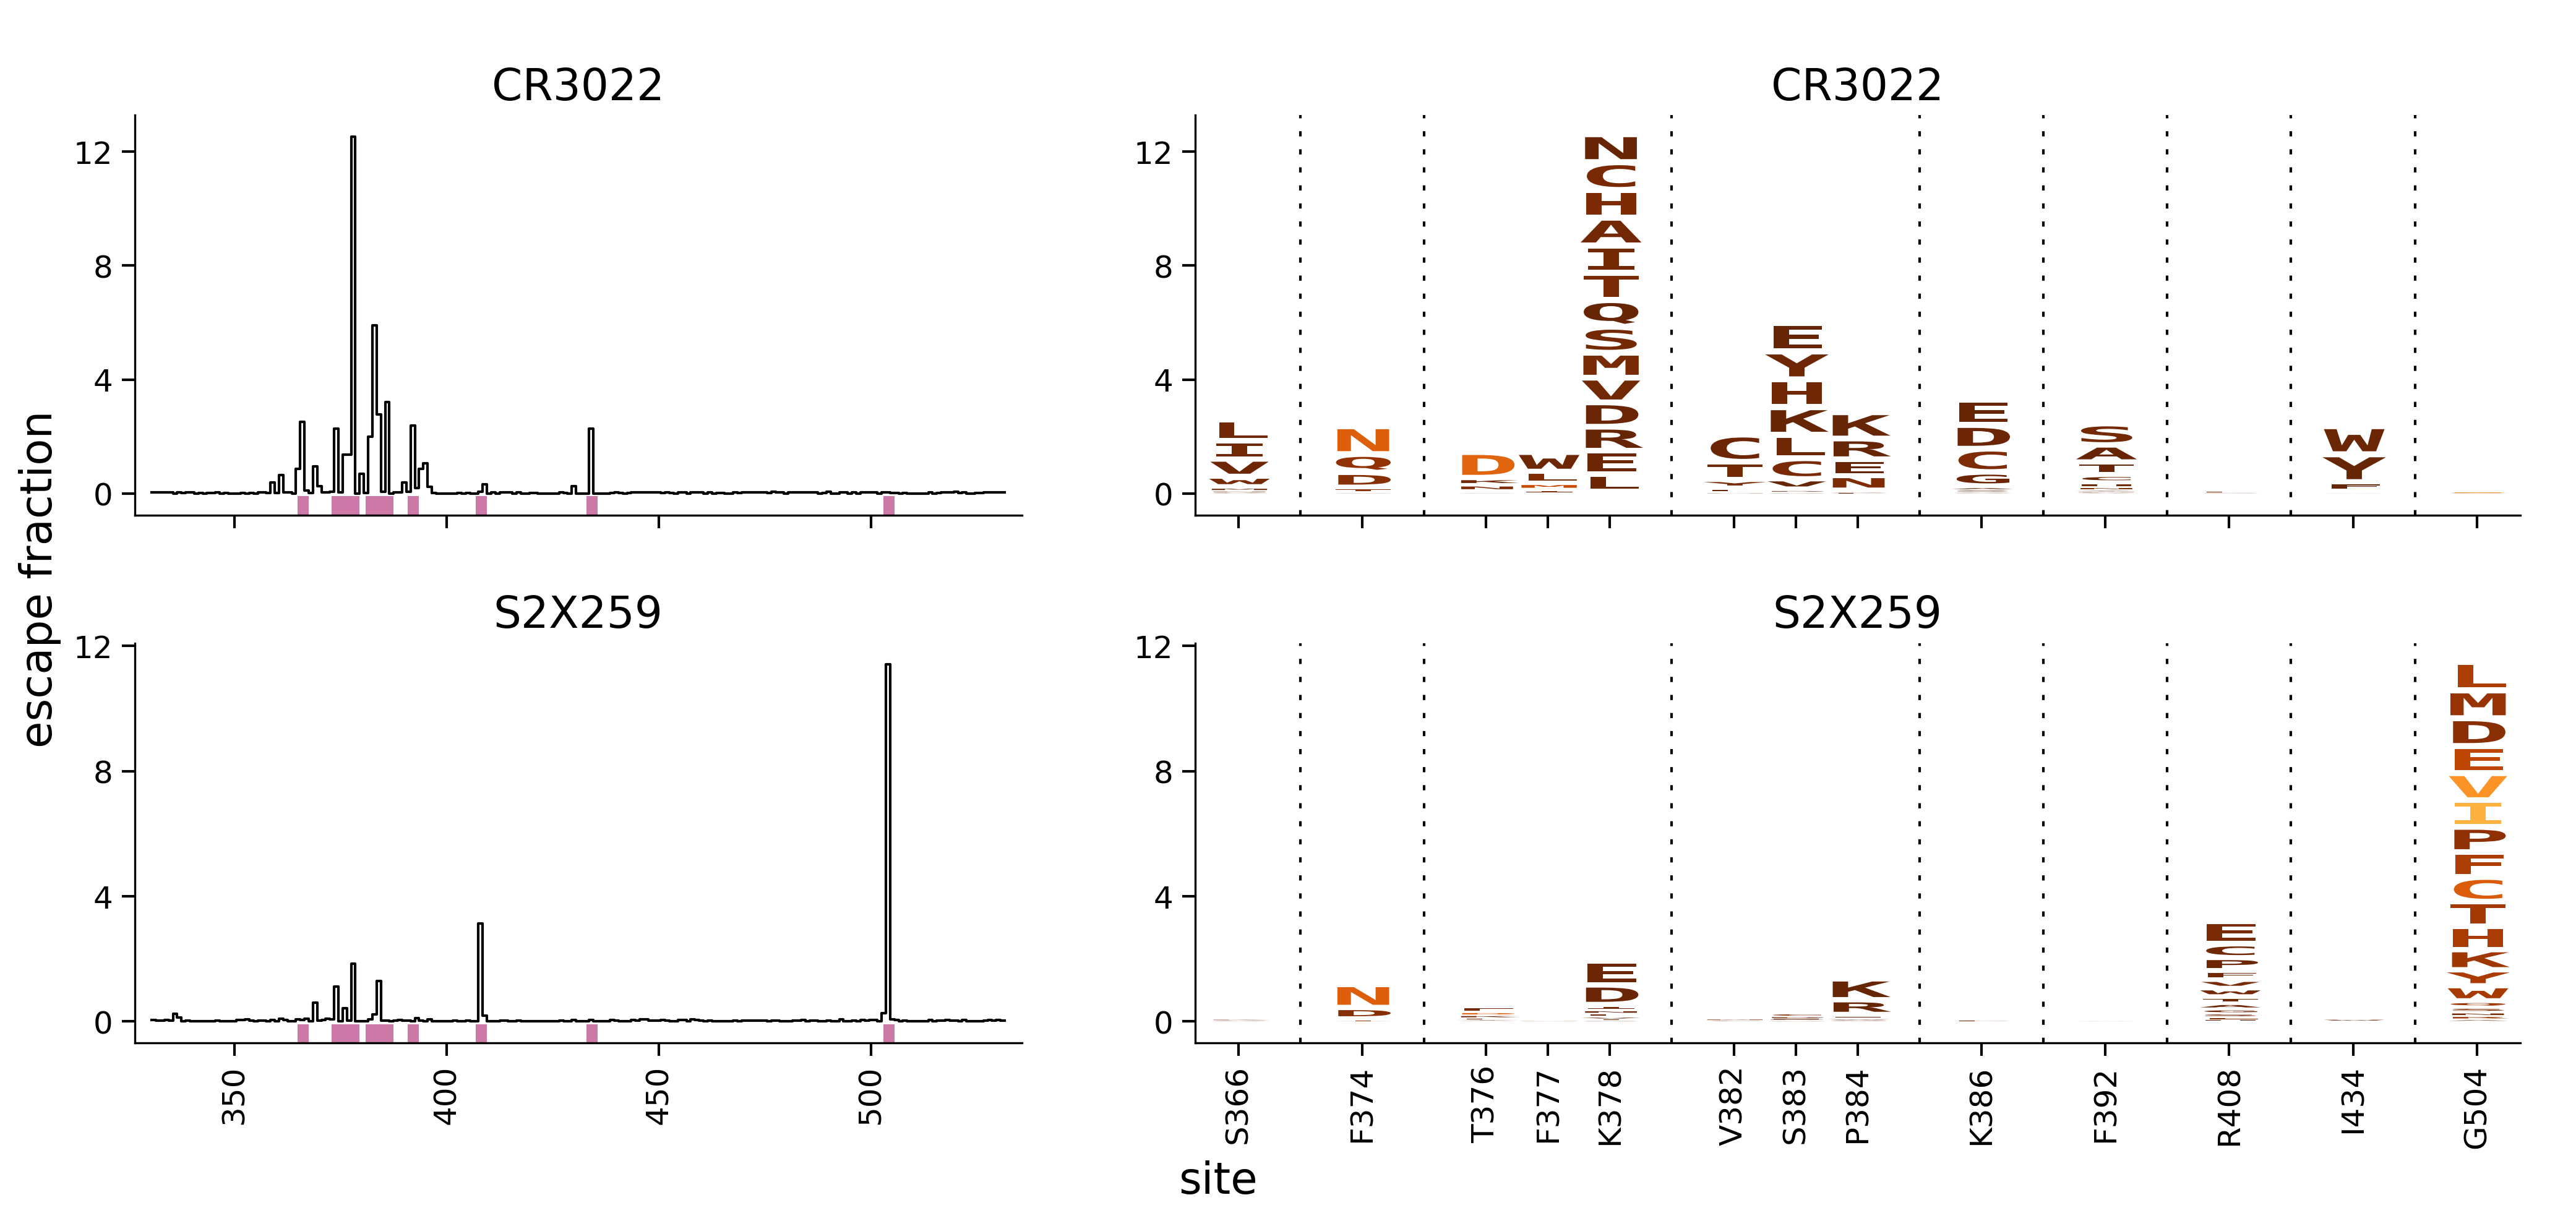 CR3022
CR3022
12
8
4
0
12
8
4
0
N
C
H
A
I
T
Q
S
M
V
D
R
E
L
E
Y
H
K
L
C
V
L
I
V
W
N
Q
D
D
K
N
W
L
M
C
T
Y
K
R
E
N
E
D
C
G
S
A
T
C
W
Y
F
escape fraction
S2X259
S2X259
12
8
4
0
12
8
4
0
L
M
D
E
V
I
P
F
C
T
H
K
Y
W
N
D
E
D
K
R
E
C
P
F
V
W
350
400
450
500
S366
F374
T376
F377
K378
V382
S383
P384
K386
F392
R408
I434
G504
site